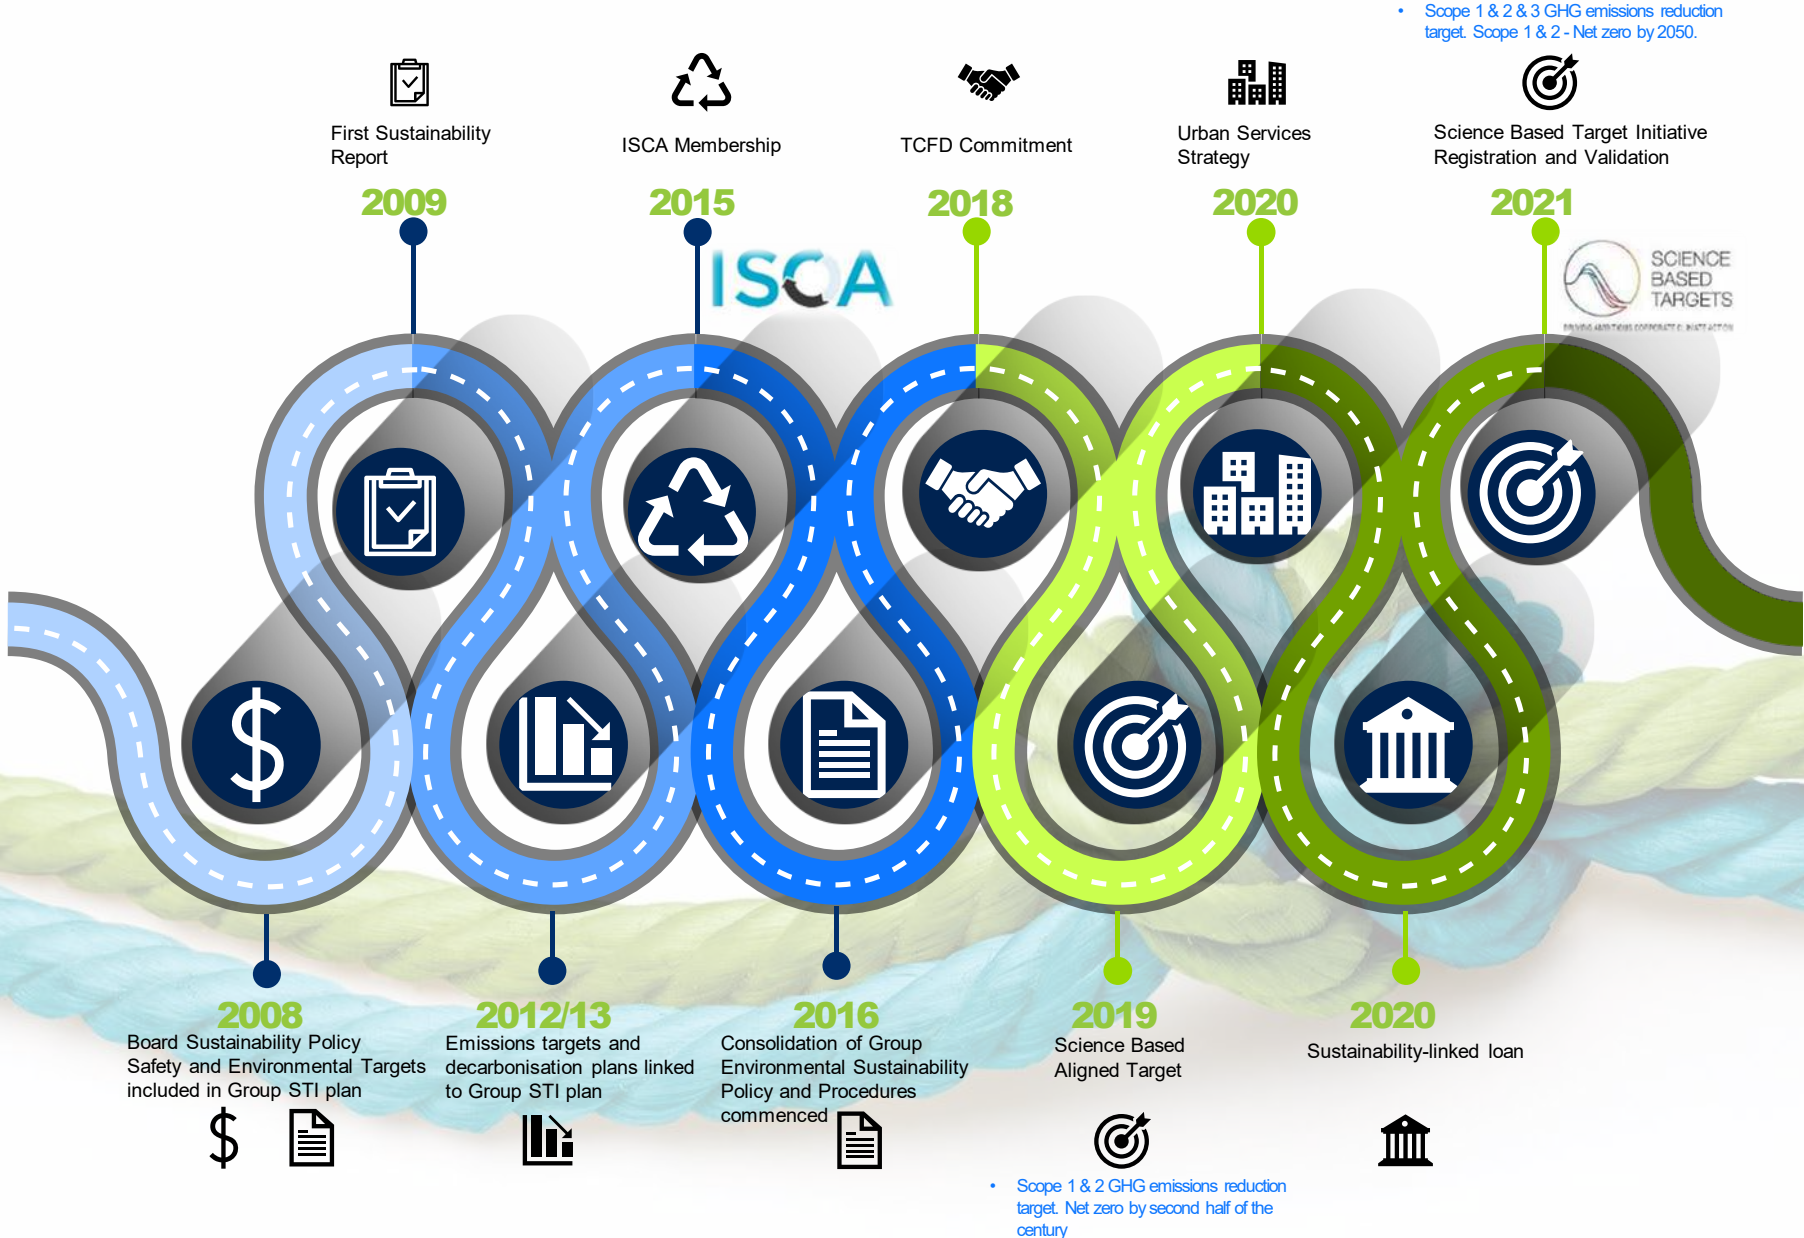 • Scope 1 & 2 & 3 GHG emissions reduction
target. Scope 1 & 2 - Net zero by 2050.
First Sustainability
Report
2009
ISCA Membership
2015
TCFD Commitment
2018
Urban Services
Strategy
2020
Science Based Target Initiative
Registration and Validation
2021
ISCA
SCIENCE
BASED
TARGETS
DRIVING AMBITIOUS CORPORATE CLIMATE ACTION
2008
Board Sustainability Policy
Safety and Environmental Targets
included in Group STI plan
2012/13
Emissions targets and
decarbonisation plans linked
to Group STI plan
2016
Consolidation of Group
Environmental Sustainability
Policy and Procedures
commenced
2019
Science Based
Aligned Target
• Scope 1 & 2 GHG emissions reduction
target. Net zero by second half of the
century
2020
Sustainability-linked loan